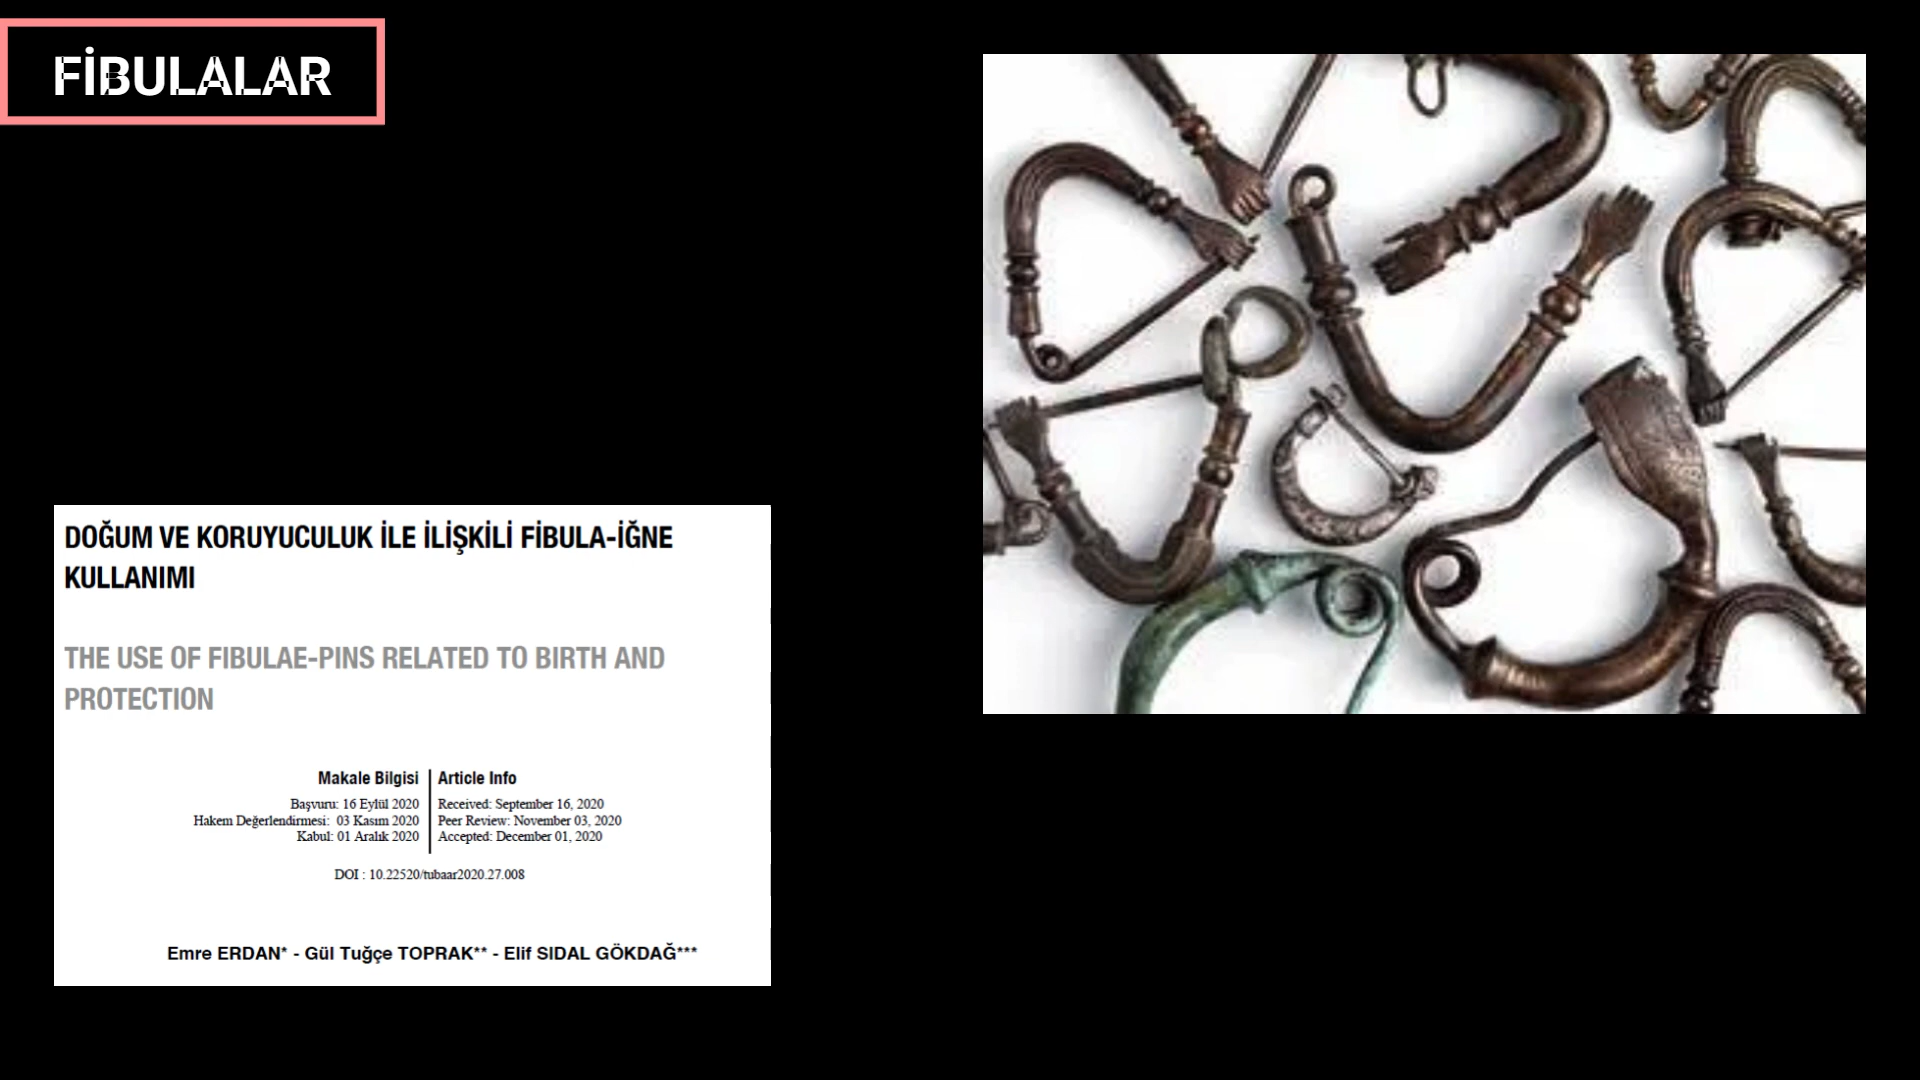 FİBULALAR
DOĞUM VE KORUYUCULUK İLE İLİŞKİLİ FİBULA-İĞNE
KULLANIMI
THE USE OF FIBULAE-PINS RELATED TO BIRTH AND
PROTECTION
Makale Bilgisi
Başvuru: 16 Eylül 2020
Hakem Değerlendirmesi: 03 Kasım 2020
Kabul: 01 Aralık 2020
Article Info
Received: September 16, 2020
Peer Review: November 03, 2020
Accepted: December 01, 2020
DOI : 10.22520/tubaar2020.27.008
Emre ERDAN* - Gül Tuğçe TOPRAK** - Elif SIDAL GÖKDAĞ***